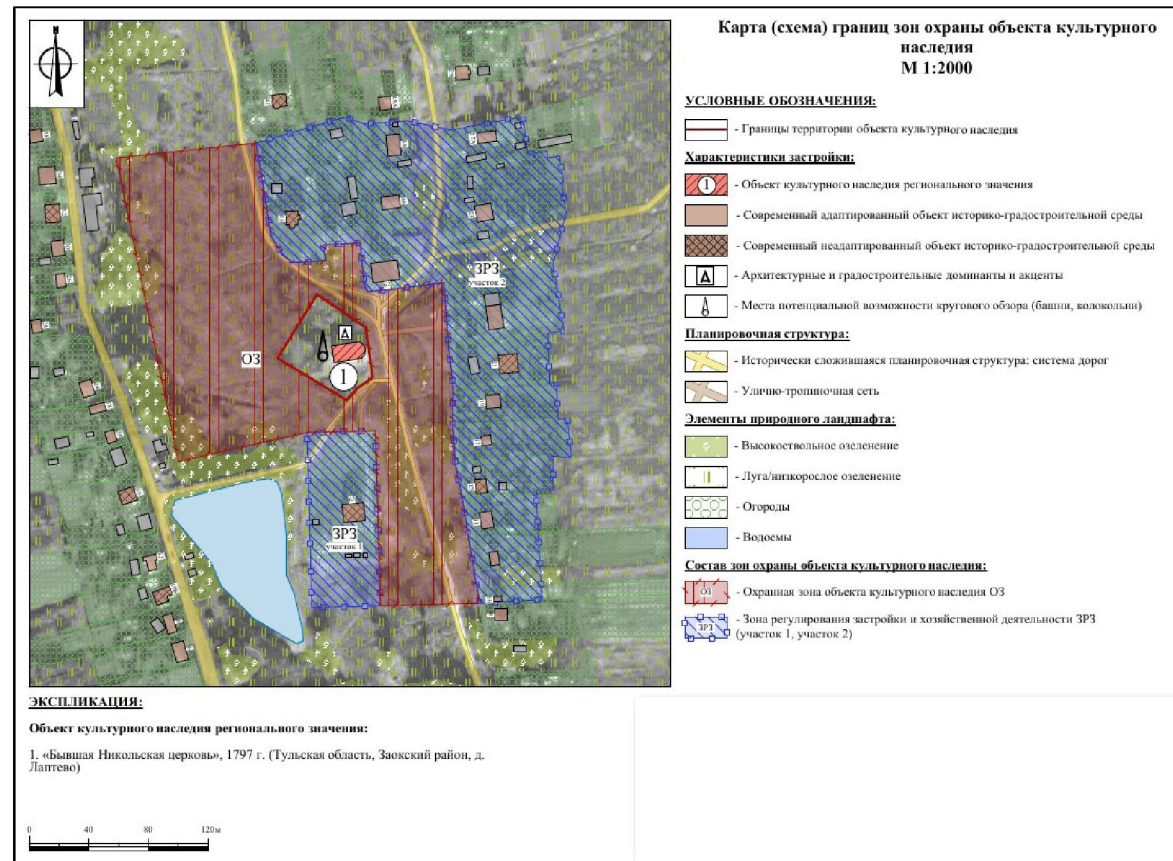 Карта (схема) границ зон охраны объекта культурного
наследия
М 1:2000
УСЛОВНЫЕ ОБОЗНАЧЕНИЯ:
- Границы территории объекта культурного наследия
Характеристики застройки:
1 - Объект культурного наследия регионального значения
- Современный адаптированный объект историко-градостроительной среды
- Современный неадаптированный объект историко-градостроительной среды
Д - Архитектурные и градостроительные доминанты и акценты
- Места потенциальной возможности кругового обзора (башни, колокольни)
Планировочная структура:
- Исторически сложившаяся планировочная структура: система дорог
- Улично-тропиночная сеть
Элементы природного ландшафта:
- Высокоствольное озеленение
- Луга/низкорослое озеленение
- Огороды
- Водоемы
Состав зон охраны объекта культурного наследия:
ОЗ - Охранная зона объекта культурного наследия ОЗ
ЗРЗ - Зона регулирования застройки и хозяйственной деятельности ЗРЗ
(участок 1, участок 2)
ЗРЗ
участок 2
ОЗ
Д
1
ЗРЗ
участок 1
ЭКСПЛИКАЦИЯ:
Объект культурного наследия регионального значения:
1. «Бывшая Никольская церковь», 1797 г. (Тульская область, Заокский район, д.
Лаптево)
0 40 80 120м